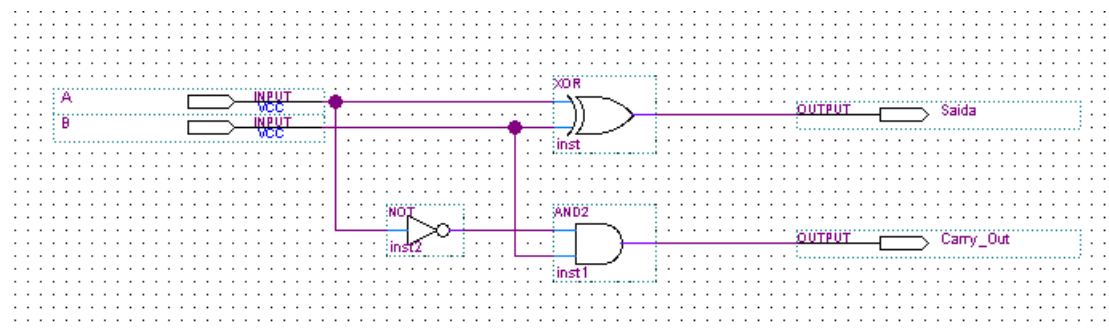 XOR
A INPUT VCC
OUTPUT Saida
B INPUT VCC
inst
NOT
AND2
inst2
OUTPUT Carry_Out
inst1